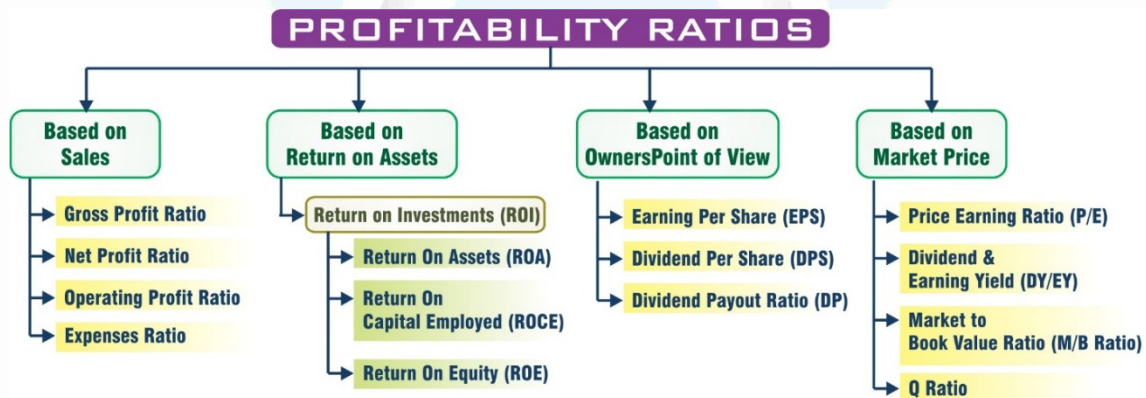 PROFITABILITY RATIOS
Based on
Sales
Gross Profit Ratio
Net Profit Ratio
Operating Profit Ratio
Expenses Ratio
Based on
Return on Assets
Return on Investments (ROI)
Return On Assets (ROA)
Return On
Capital Employed (ROCE)
Return On Equity (ROE)
Based on
OwnersPoint of View
Earning Per Share (EPS)
Dividend Per Share (DPS)
Dividend Payout Ratio (DP)
Based on
Market Price
Price Earning Ratio (P/E)
Dividend &
Earning Yield (DY/EY)
Market to
Book Value Ratio (M/B Ratio)
Q Ratio